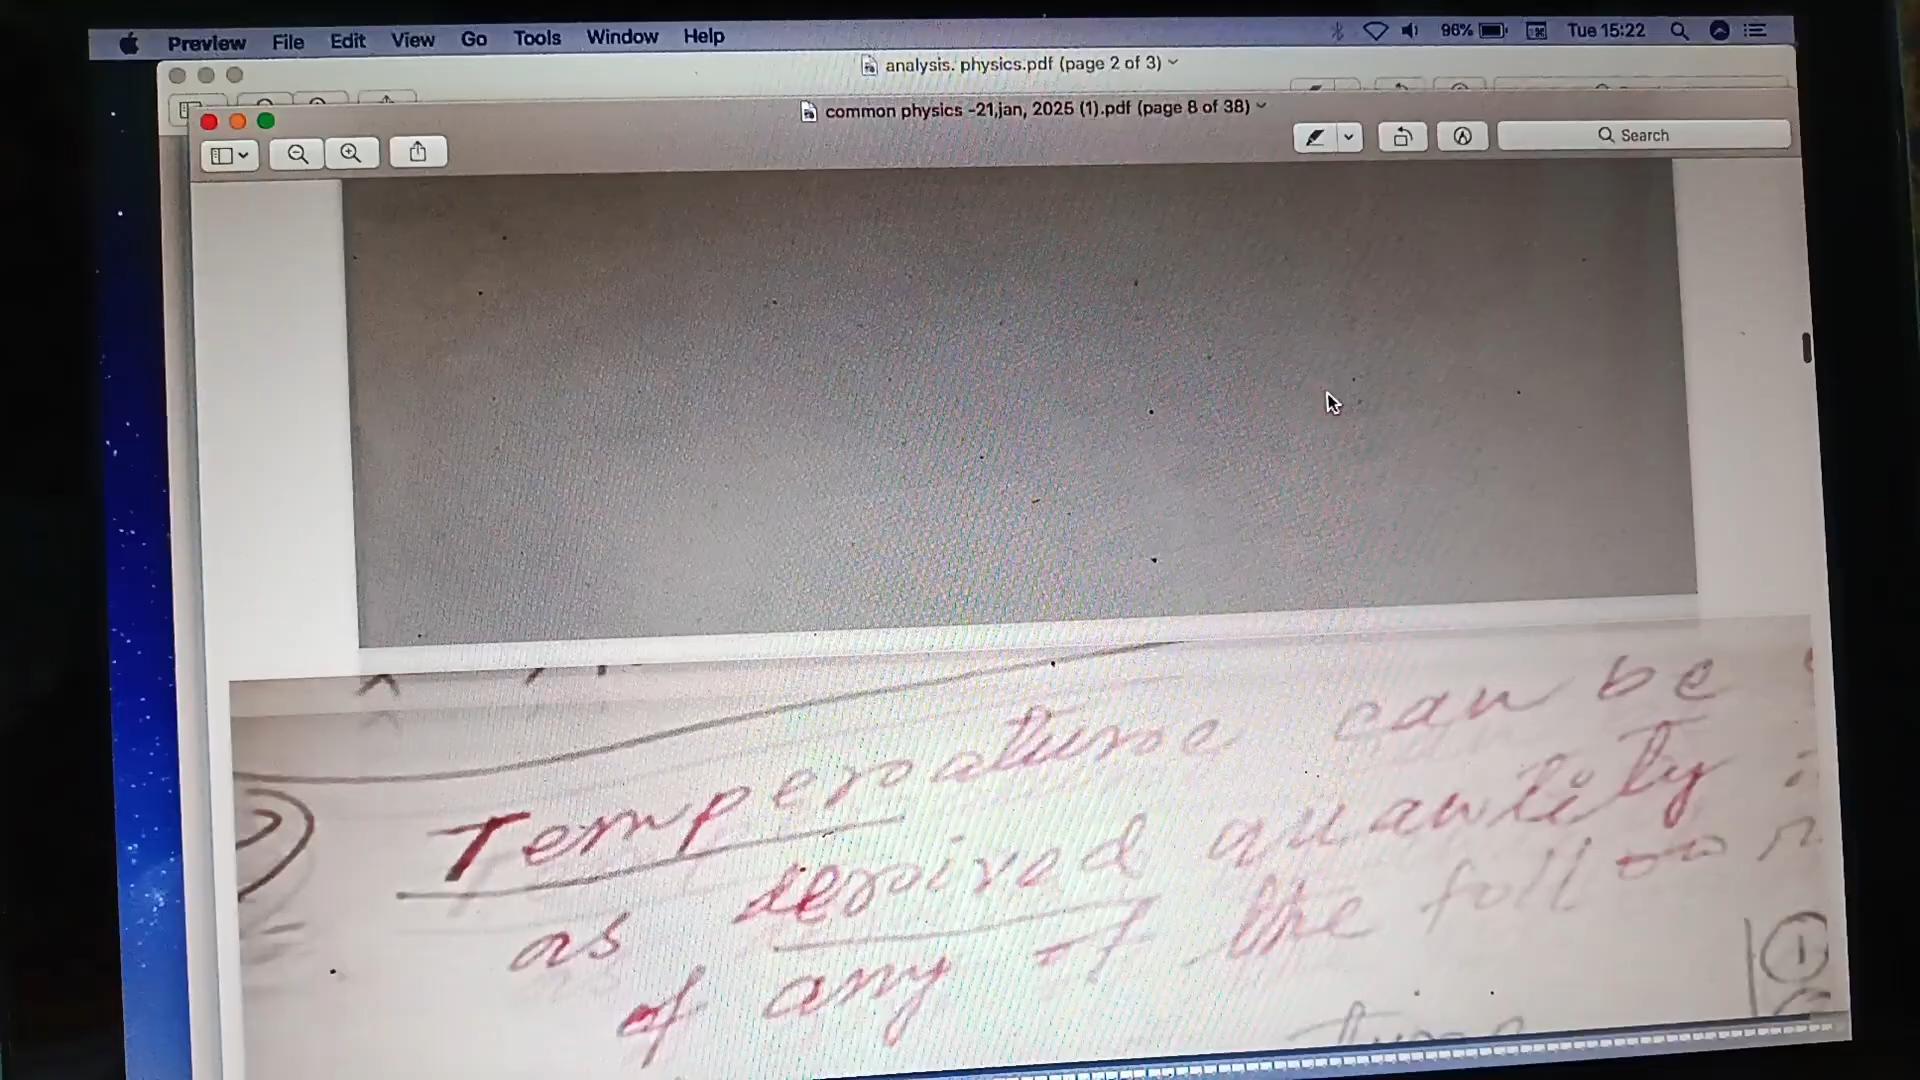 Preview File Edit View Go Tools Window Help 96% Tue 15:22
analysis. physics.pdf (page 2 of 3)
common physics -21,jan, 2025 (1).pdf (page 8 of 38)
Search
Temperature can be
as derived quantity
of any of the follow